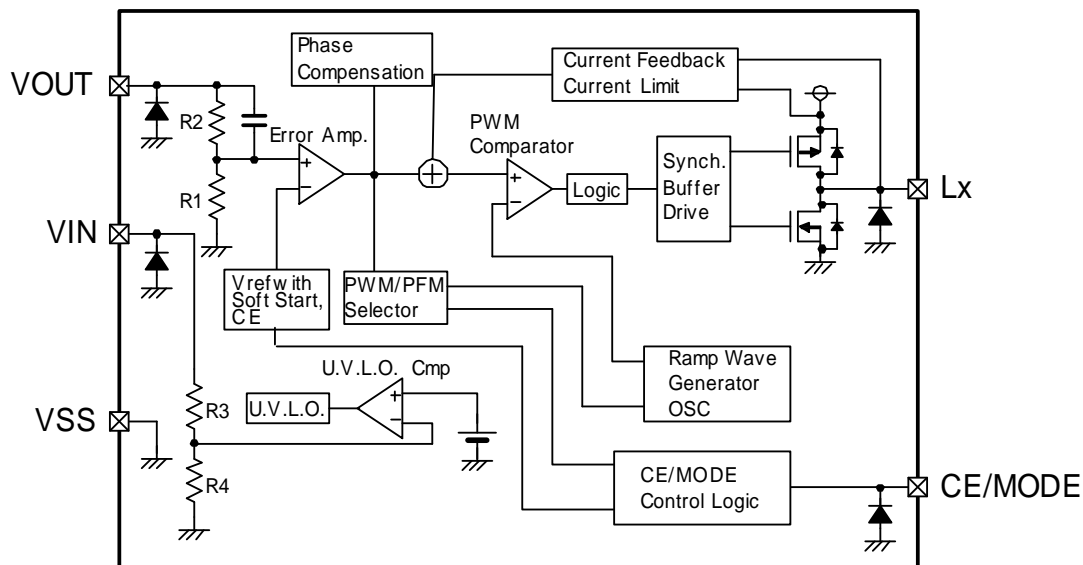 Phase
Compensation
Current Feedback
Current Limit
VOUT
R2
Error Amp.
PWM
Comparator
+
−
+
+
−
Logic
Synch.
Buffer
Drive
R1
Lx
VIN
Vref with
Soft Start,
CE
PWM/PFM
Selector
Ramp Wave
Generator
OSC
U.V.L.O. Cmp
U.V.L.O.
+
−
R3
VSS
R4
CE/MODE
Control Logic
CE/MODE